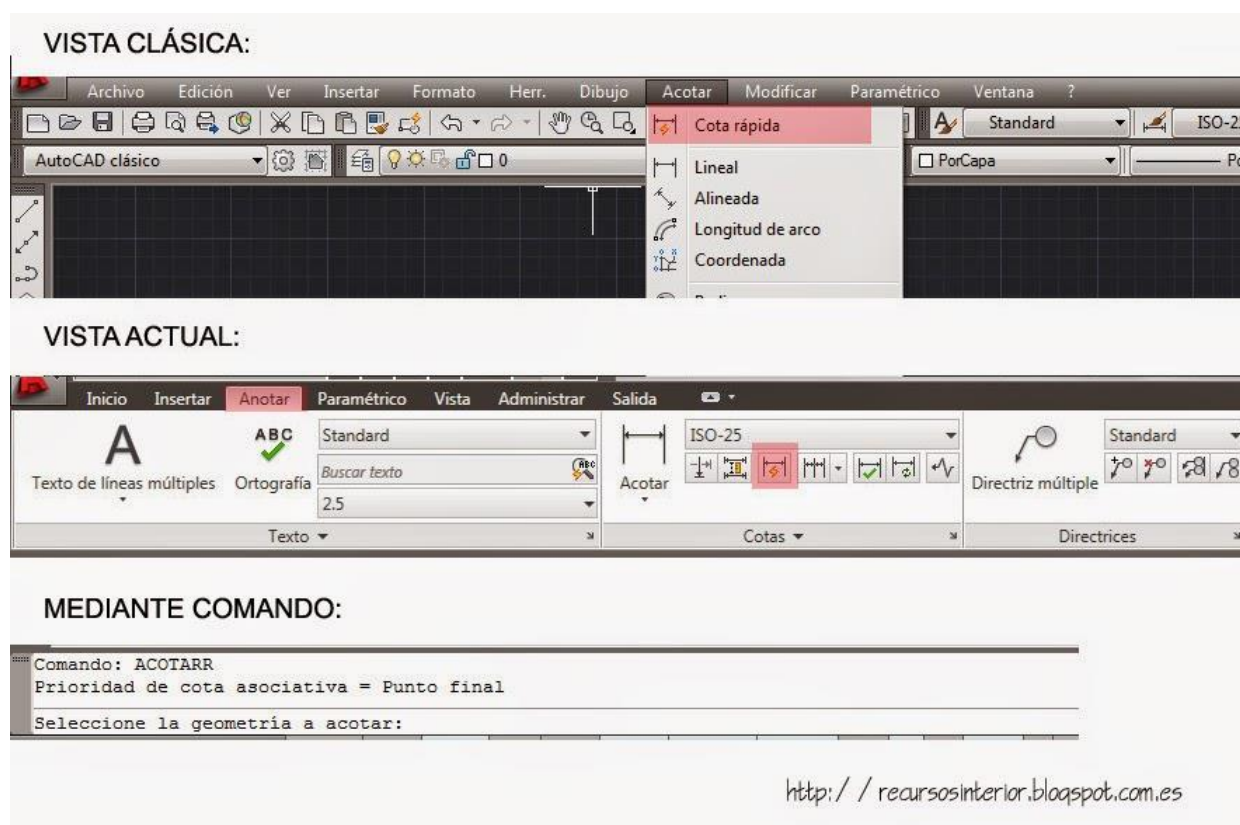 VISTA CLÁSICA:
Archivo Edición Ver Insertar Formato Herr. Dibujo Acotar Modificar Paramétrico Ventana ?
Cota rápida Standard
AutoCAD clásico 0 PorCapa
Lineal
Alineada
Longitud de arco
Coordenada
VISTA ACTUAL:
Inicio Insertar Anotar Paramétrico Vista Administrar Salida
A ABC Standard ISO-25 Standard
Buscar texto
Texto de líneas múltiples Ortografía Acotar Directriz múltiple
2.5
Texto Cotas Directrices
MEDIANTE COMANDO:
Comando: ACOTARR
Prioridad de cota asociativa = Punto final
Seleccione la geometría a acotar:
http://recursosinterior.blogspot.com.es